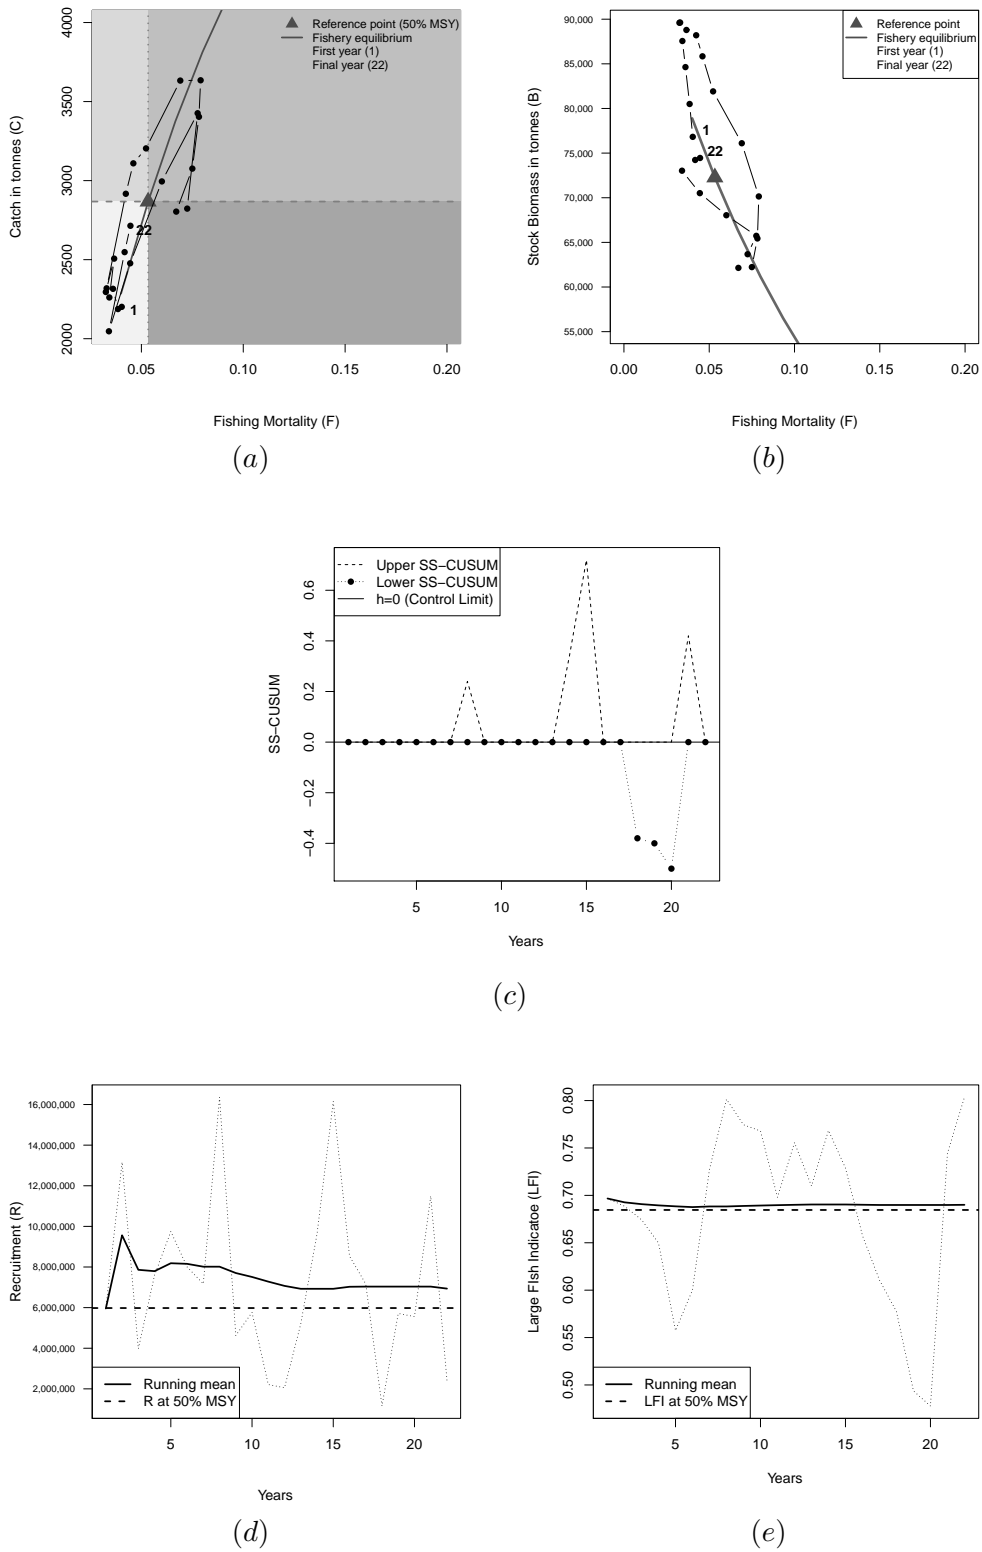 Catch in tonnes (C)
4000
3500
3000
2500
2000
Reference point (50% MSY)
Fishery equilibrium
First year (1)
Final year (22)
22
1
0.05
0.10
0.15
0.20
Fishing Mortality (F)
(a)
Stock Biomass in tonnes (B)
90,000
85,000
80,000
75,000
70,000
65,000
60,000
55,000
Reference point
Fishery equilibrium
First year (1)
Final year (22)
1
22
0.00
0.05
0.10
0.15
0.20
Fishing Mortality (F)
(b)
SS−CUSUM
0.6
0.4
0.2
0.0
−0.2
−0.4
Upper SS−CUSUM
Lower SS−CUSUM
h=0 (Control Limit)
5
10
15
20
Years
(c)
Recruitment (R)
16,000,000
14,000,000
12,000,000
10,000,000
8,000,000
6,000,000
4,000,000
2,000,000
Running mean
R at 50% MSY
5
10
15
20
Years
(d)
Large FIsh Indicatoe (LFI)
0.80
0.75
0.70
0.65
0.60
0.55
0.50
Running mean
LFI at 50% MSY
5
10
15
20
Years
(e)